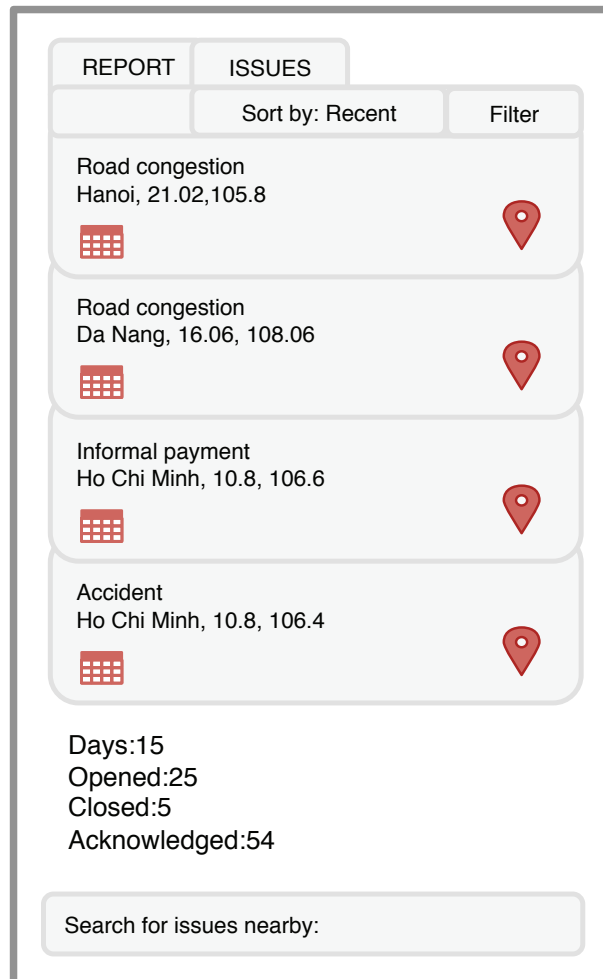 REPORT ISSUES
Sort by: Recent Filter
Road congestion
Hanoi, 21.02,105.8
Road congestion
Da Nang, 16.06, 108.06
Informal payment
Ho Chi Minh, 10.8, 106.6
Accident
Ho Chi Minh, 10.8, 106.4
Days:15
Opened:25
Closed:5
Acknowledged:54
Search for issues nearby: